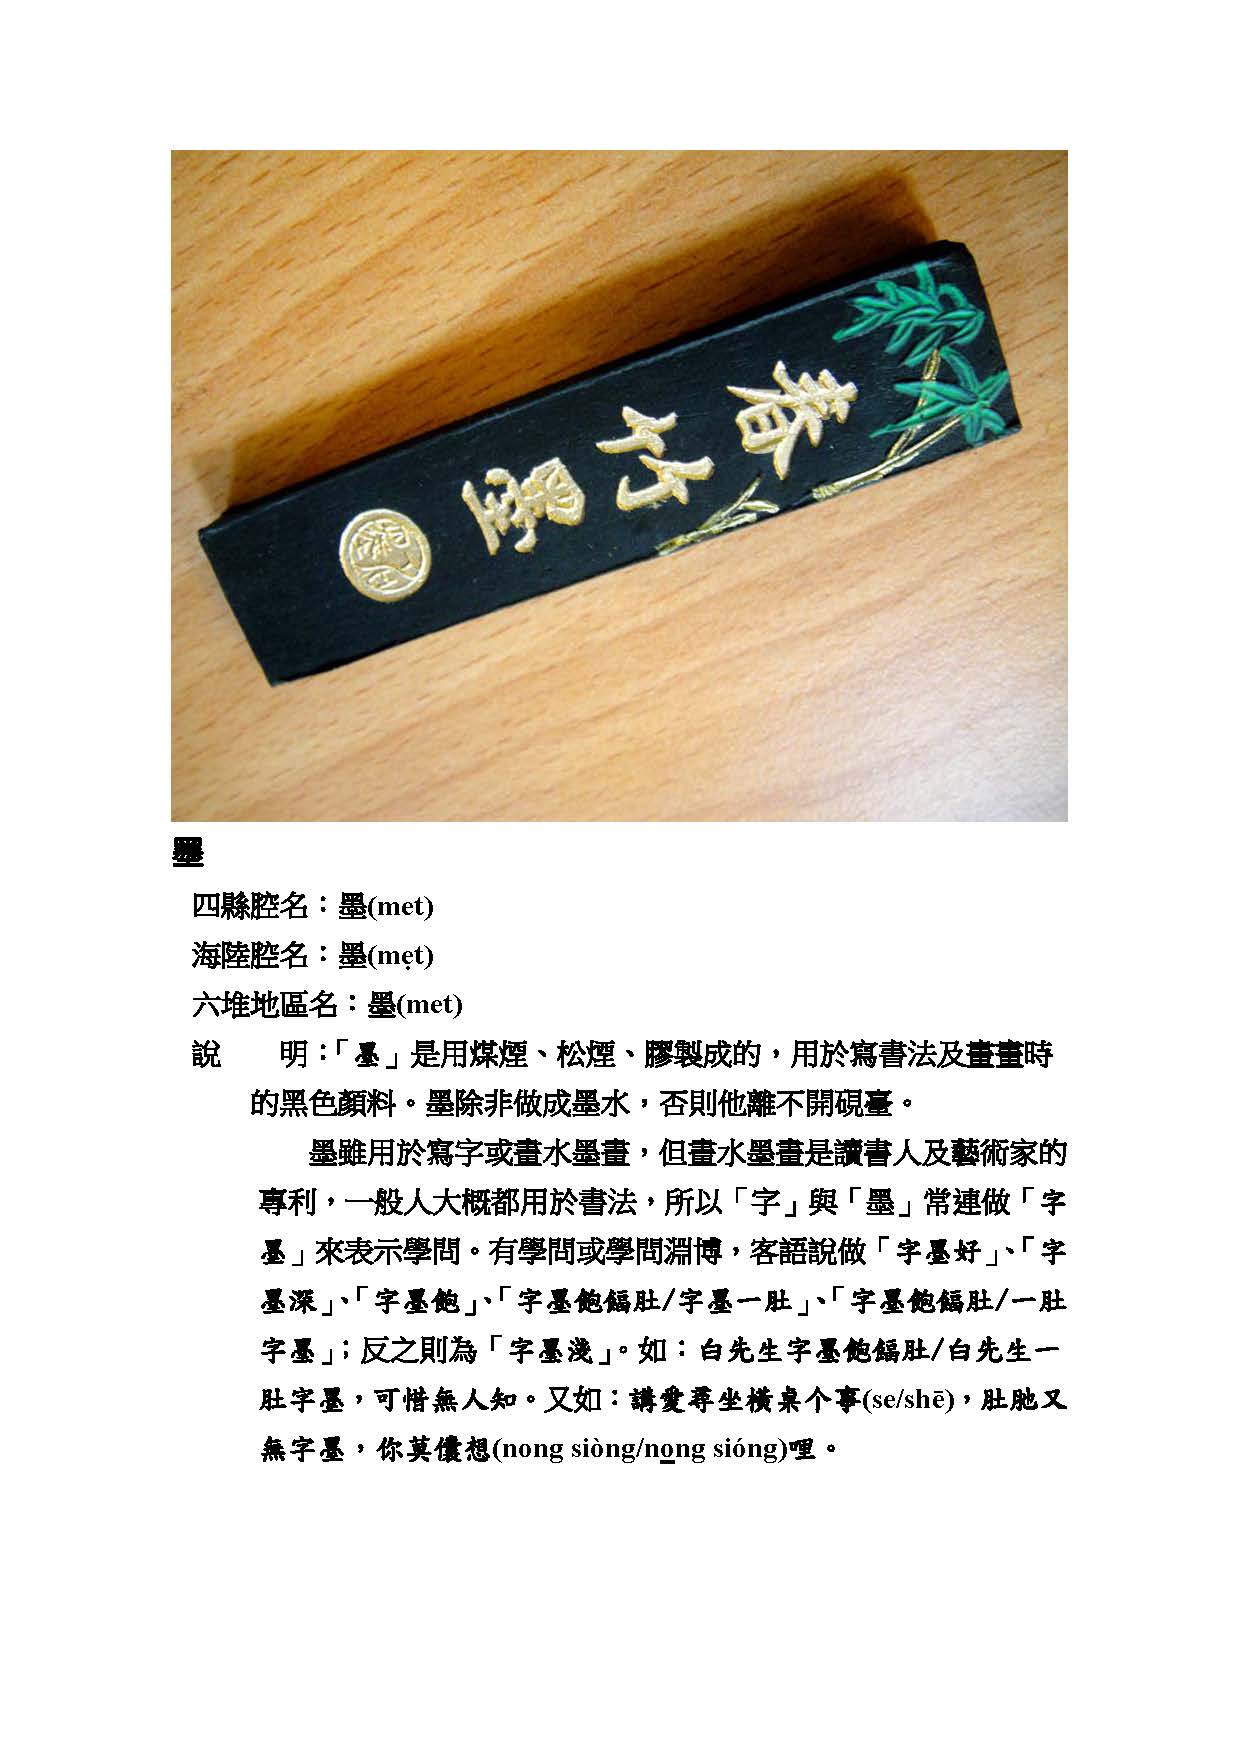 春竹墨
墨
四縣腔名：墨(met)
海陸腔名：墨(mẹt)
六堆地區名：墨(met)
說　　明：「墨」是用煤煙、松煙、膠製成的，用於寫書法及畫畫時
的黑色顏料。墨除非做成墨水，否則他離不開硯臺。
墨雖用於寫字或畫水墨畫，但畫水墨畫是讀書人及藝術家的
專利，一般人大概都用於書法，所以「字」與「墨」常連做「字
墨」來表示學問。有學問或學問淵博，客語說做「字墨好」、「字
墨深」、「字墨飽」、「字墨飽䭃肚/字墨一肚」、「字墨飽䭃肚/一肚
字墨」；反之則為「字墨淺」。如：白先生字墨飽䭃肚/白先生一
肚字墨，可惜無人知。又如：講愛尋坐橫桌个事(se/shē)，肚肔又
無字墨，你莫儾想(nong siòng/no̲ng sióng)哩。